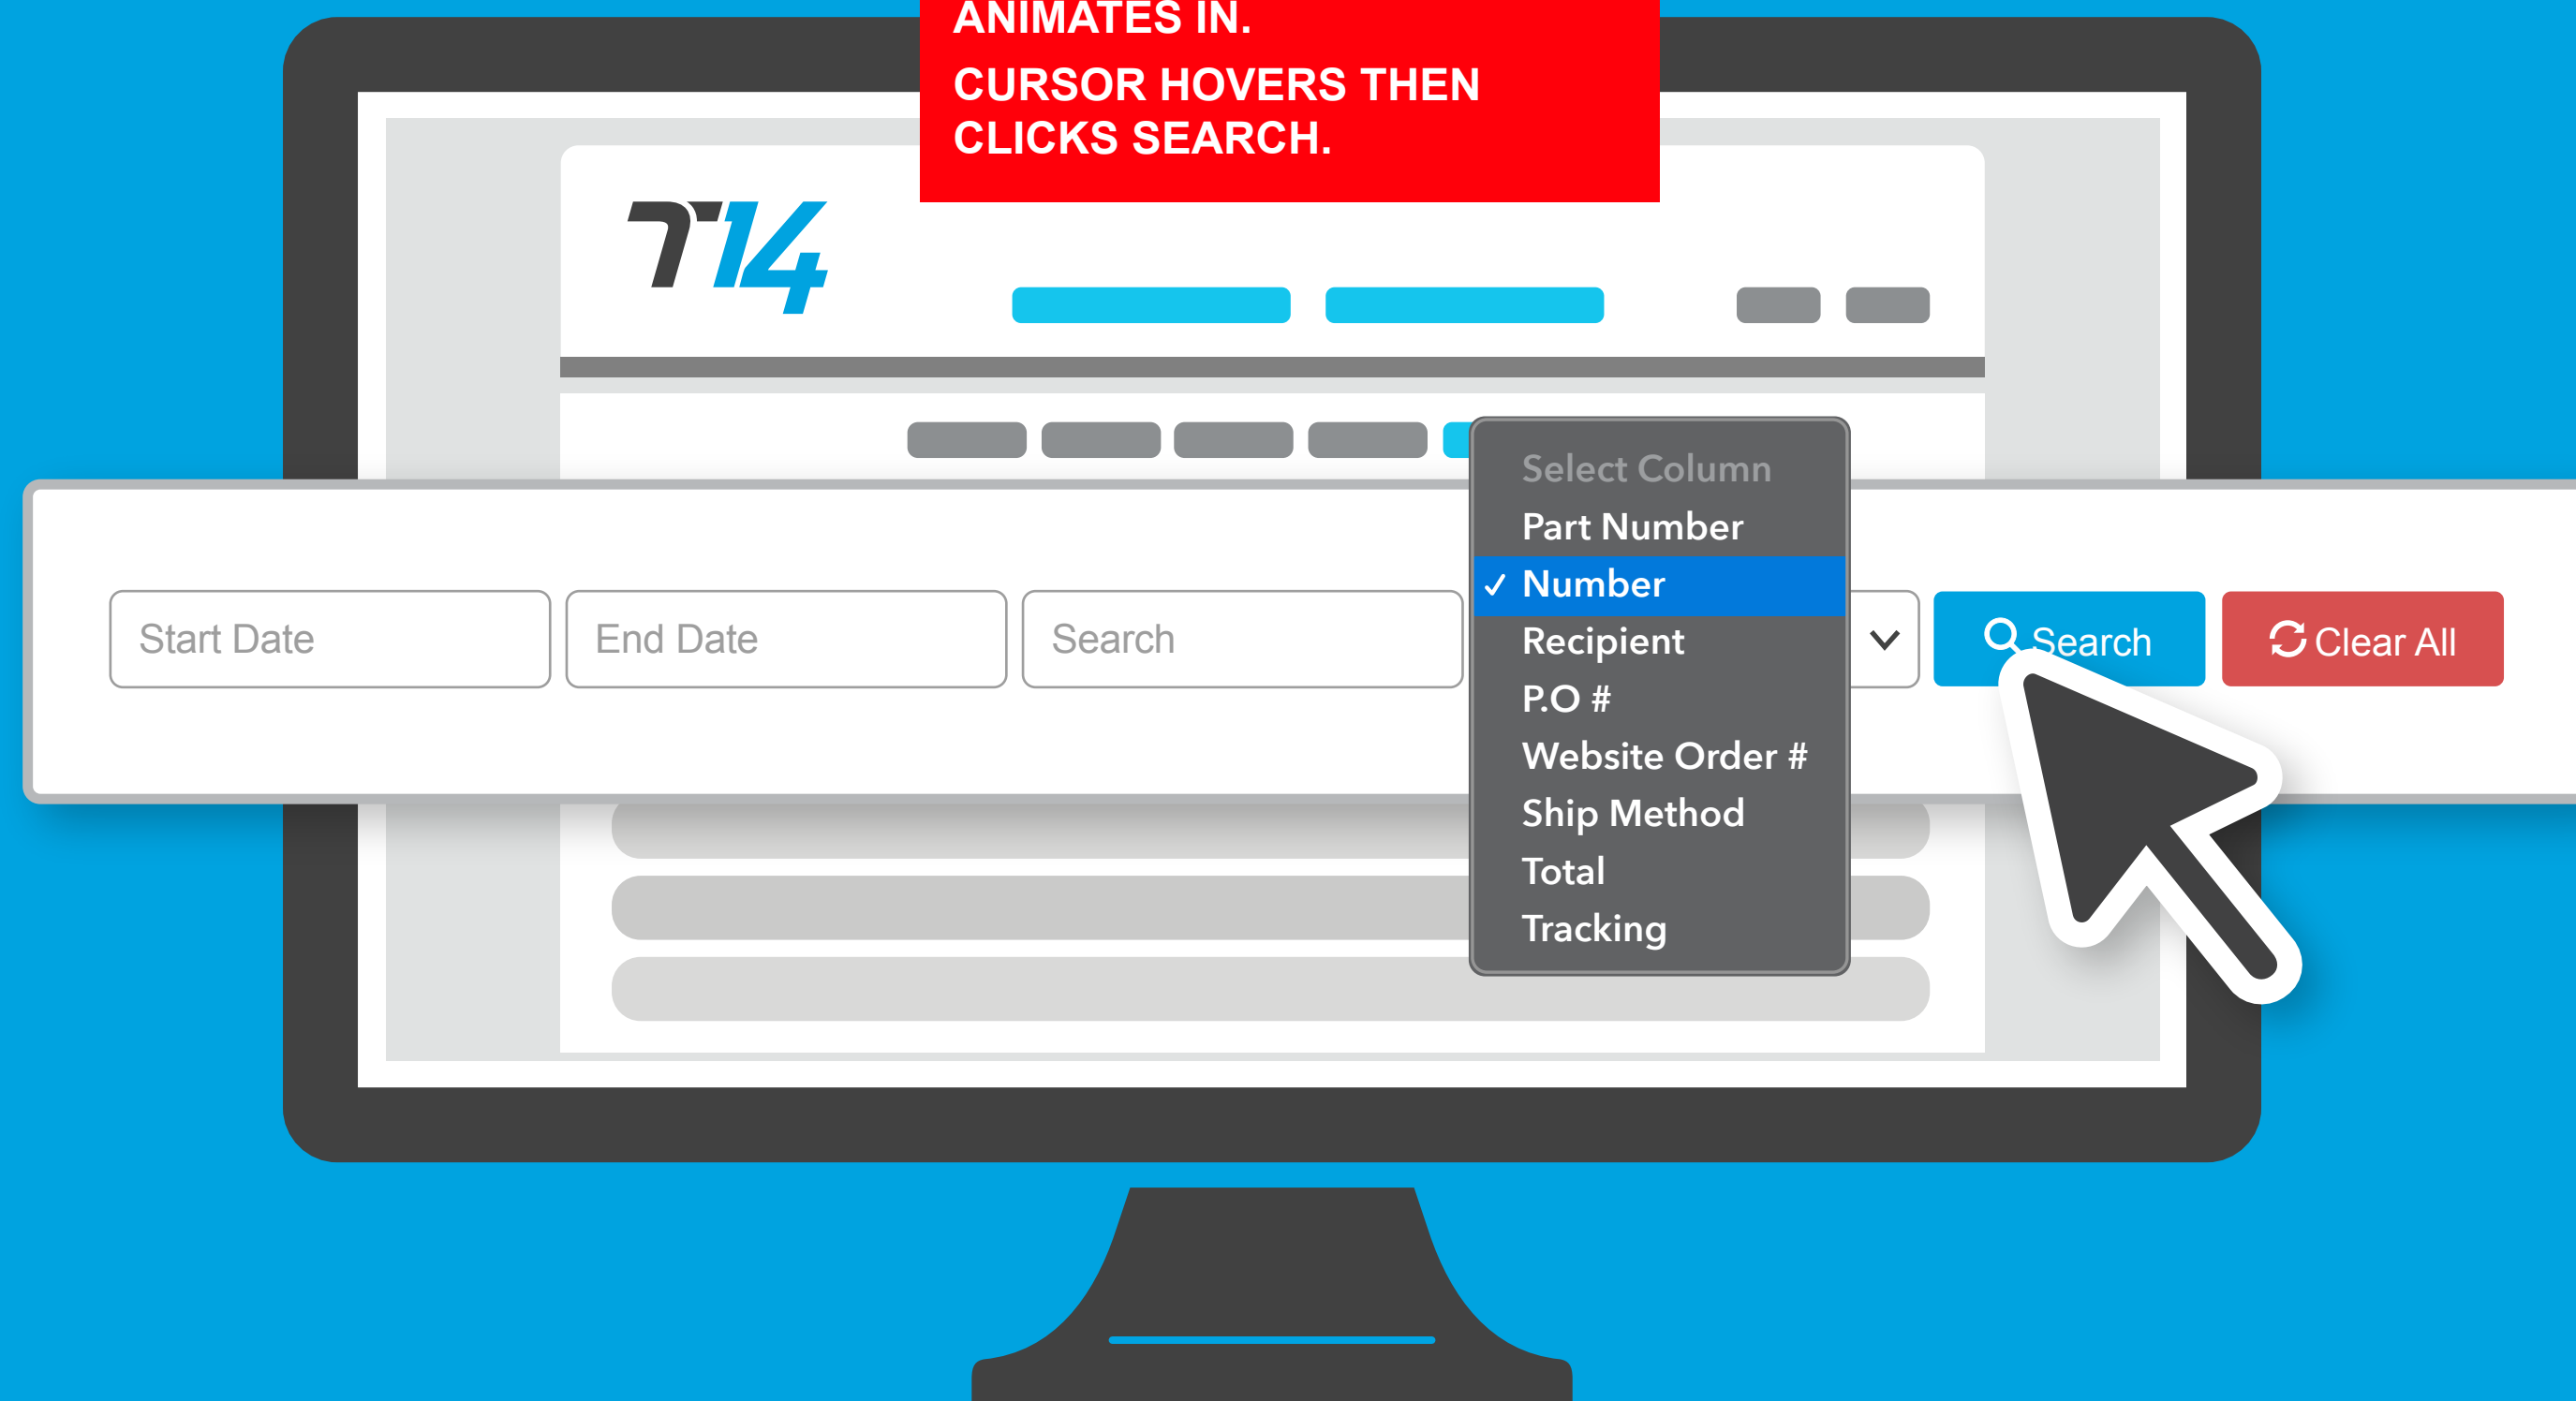 ANIMATES IN.
CURSOR HOVERS THEN
CLICKS SEARCH.
T14
Select Column
Part Number
✓ Number
Start Date
End Date
Search
Recipient
Search
Clear All
P.O #
Website Order #
Ship Method
Total
Tracking